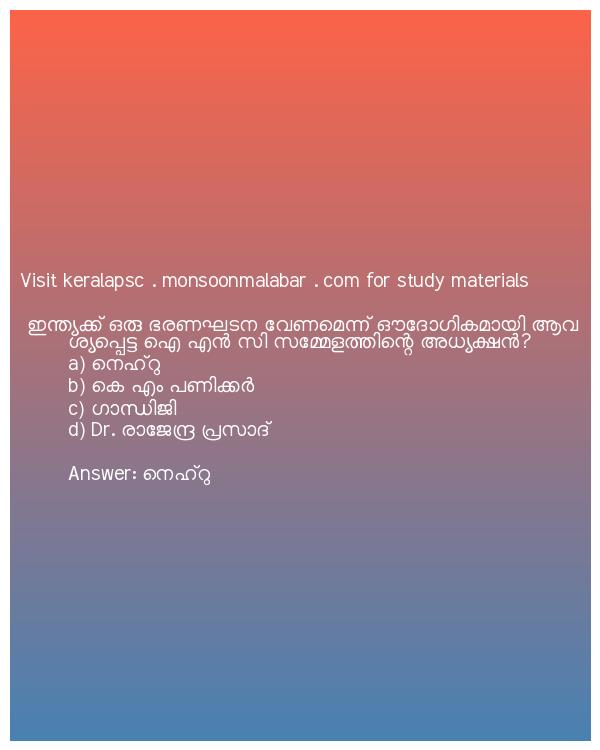 Visit keralapsc . monsoonmalabar . com for study materials
ഇന്ത്യക്ക് ഒരു ഭരണഘടന വേണമെന്ന് ഔദോഗികമായി ആവ
ശ്യപ്പെട്ട ഐ എൻ സി സമ്മേളത്തിന്റെ അധ്യക്ഷൻ?
a) നെഹ്റു
b) കെ എം പണിക്കർ
c) ഗാന്ധിജി
d) Dr. രാജേന്ദ്ര പ്രസാദ്
Answer: നെഹ്റു